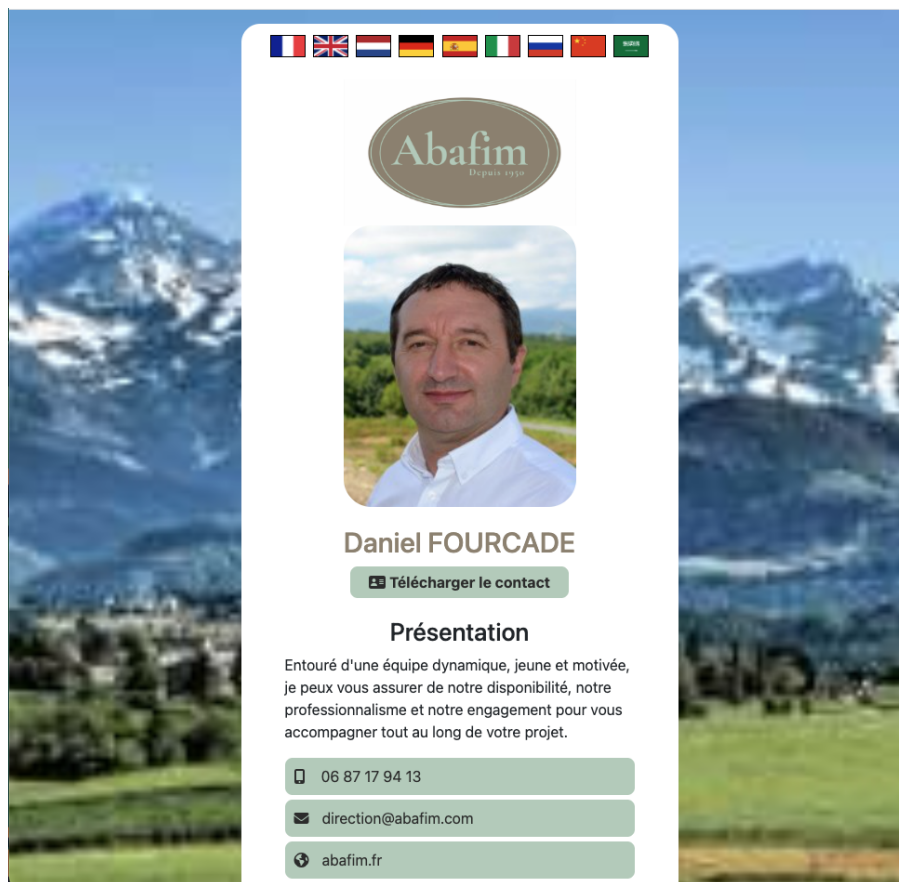 Abafim
Depuis 1950
Daniel FOURCADE
Télécharger le contact
Présentation
Entouré d'une équipe dynamique, jeune et motivée,
je peux vous assurer de notre disponibilité, notre
professionnalisme et notre engagement pour vous
accompagner tout au long de votre projet.
06 87 17 94 13
direction@abafim.com
abafim.fr